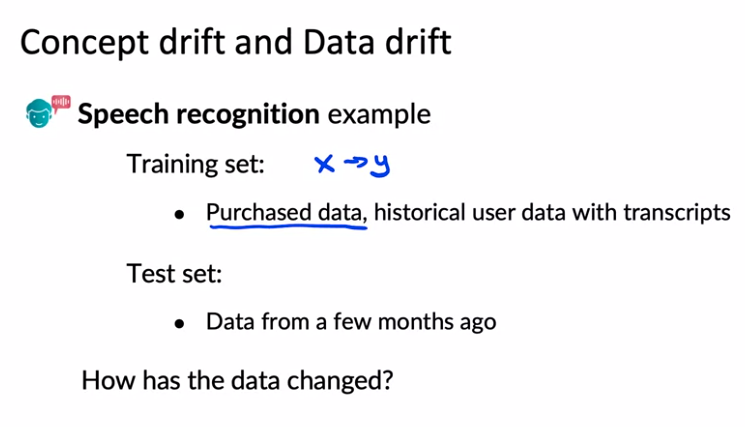 Concept drift and Data drift
Speech recognition example
Training set: x → y
• Purchased data, historical user data with transcripts
Test set:
• Data from a few months ago
How has the data changed?